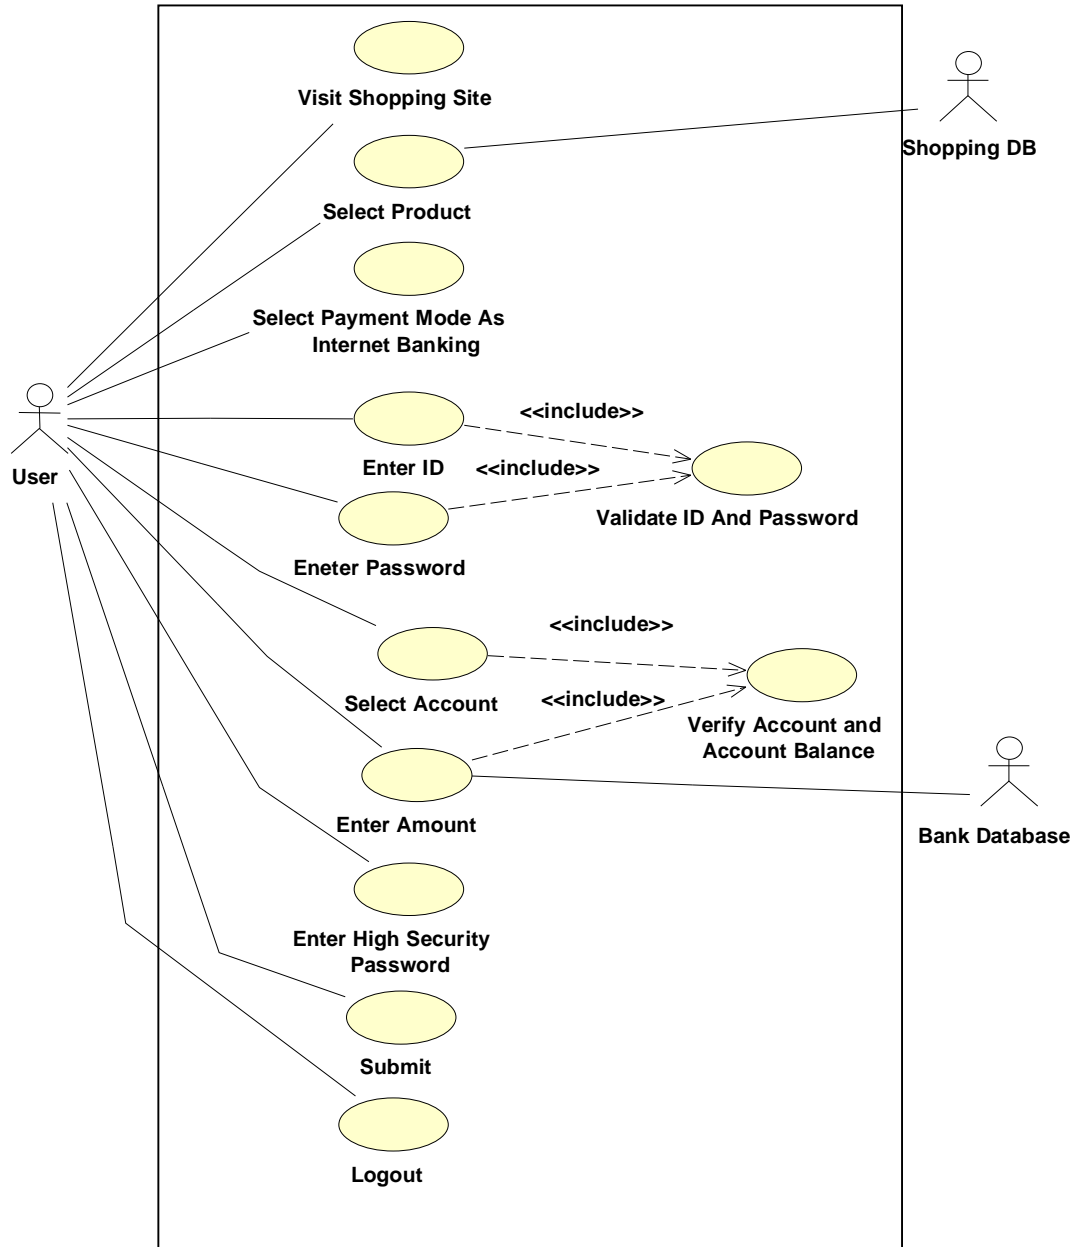 Visit Shopping Site
Shopping DB
Select Product
Select Payment Mode As
Internet Banking
<<include>>
User
Enter ID
<<include>>
Validate ID And Password
Eneter Password
<<include>>
Select Account
<<include>>
Verify Account and
Account Balance
Enter Amount
Bank Database
Enter High Security
Password
Submit
Logout